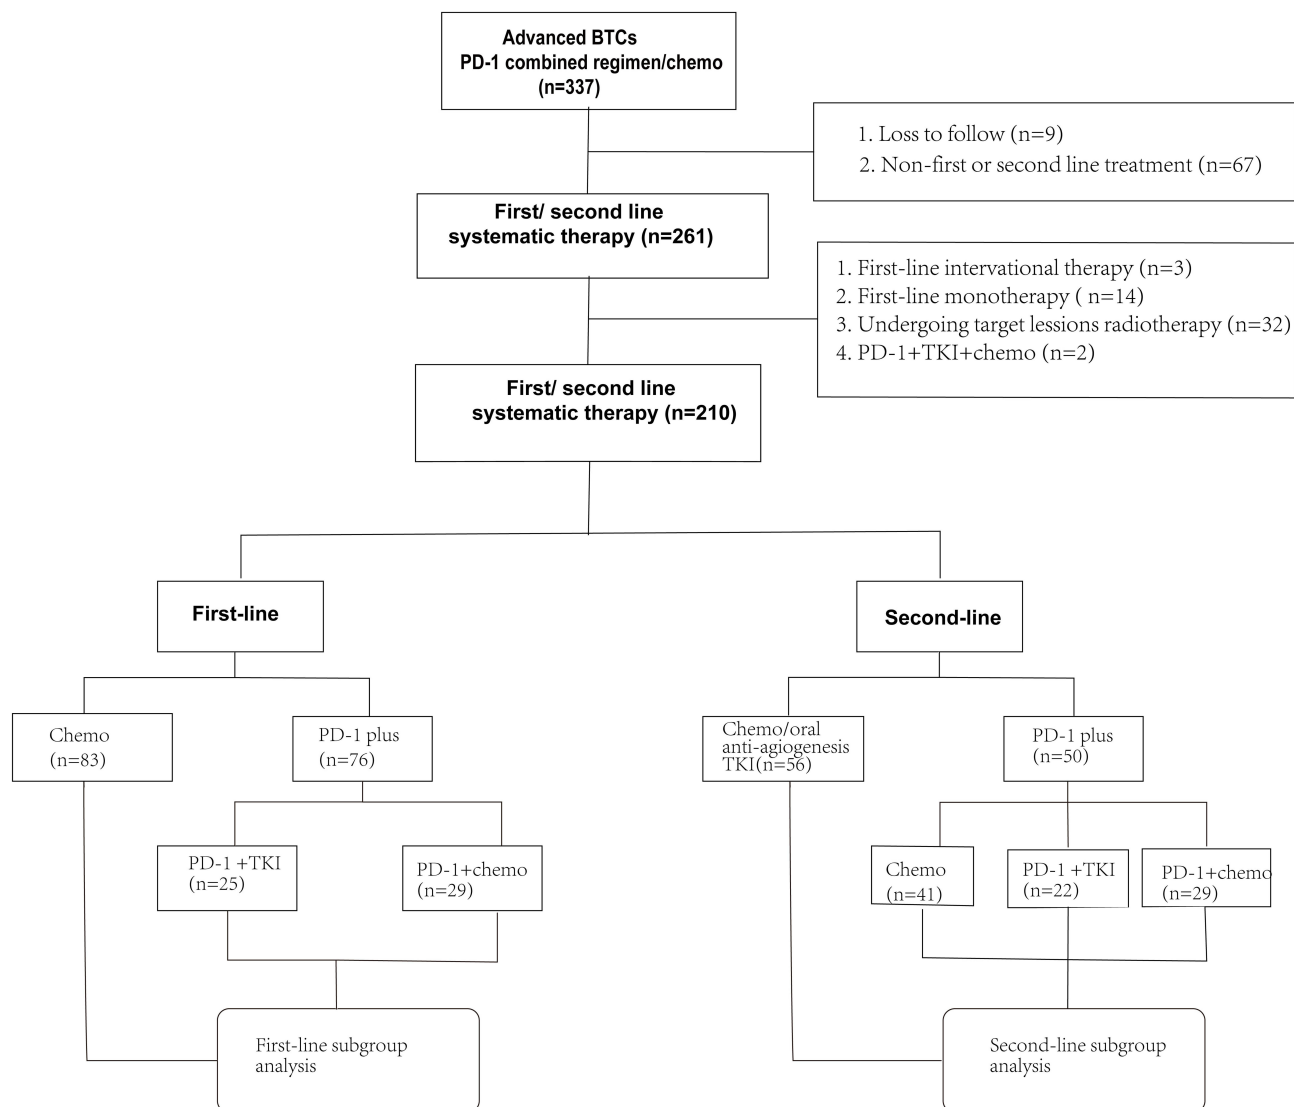 Advanced BTCs
PD-1 combined regimen/chemo
(n=337)
1. Loss to follow (n=9)
2. Non-first or second line treatment (n=67)
First/ second line
systematic therapy (n=261)
1. First-line intervational therapy (n=3)
2. First-line monotherapy ( n=14)
3. Undergoing target lessions radiotherapy (n=32)
4. PD-1+TKI+chemo (n=2)
First/ second line
systematic therapy (n=210)
First-line
Second-line
Chemo
(n=83)
PD-1 plus
(n=76)
Chemo/oral
anti-agiogenesis
TKI(n=56)
PD-1 plus
(n=50)
PD-1 +TKI
(n=25)
PD-1+chemo
(n=29)
Chemo
(n=41)
PD-1 +TKI
(n=22)
PD-1+chemo
(n=29)
First-line subgroup
analysis
Second-line subgroup
analysis